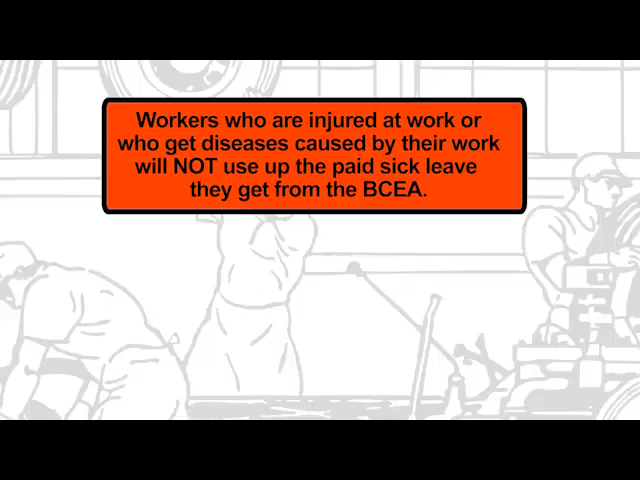 Workers who are injured at work or
who get diseases caused by their work
will NOT use up the paid sick leave
they get from the BCEA.